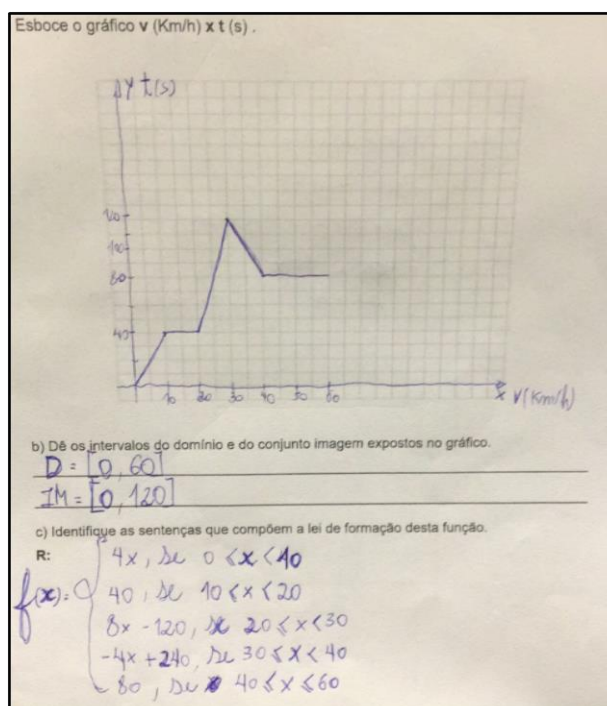 Esboce o gráfico v (Km/h) x t (s) .
y t(s)
120
100
80
40
10 20 30 40 50 60
x V(Km/h)
b) Dê os intervalos do domínio e do conjunto imagem expostos no gráfico.
D = [0, 60]
IM = [0, 120]
c) Identifique as sentenças que compõem a lei de formação desta função.
R:
4x, se 0 ≤ x < 10
f(x) = { 40, se 10 ≤ x < 20
8x - 120, se 20 ≤ x < 30
-4x + 240, se 30 ≤ x < 40
80, se 40 ≤ x ≤ 60